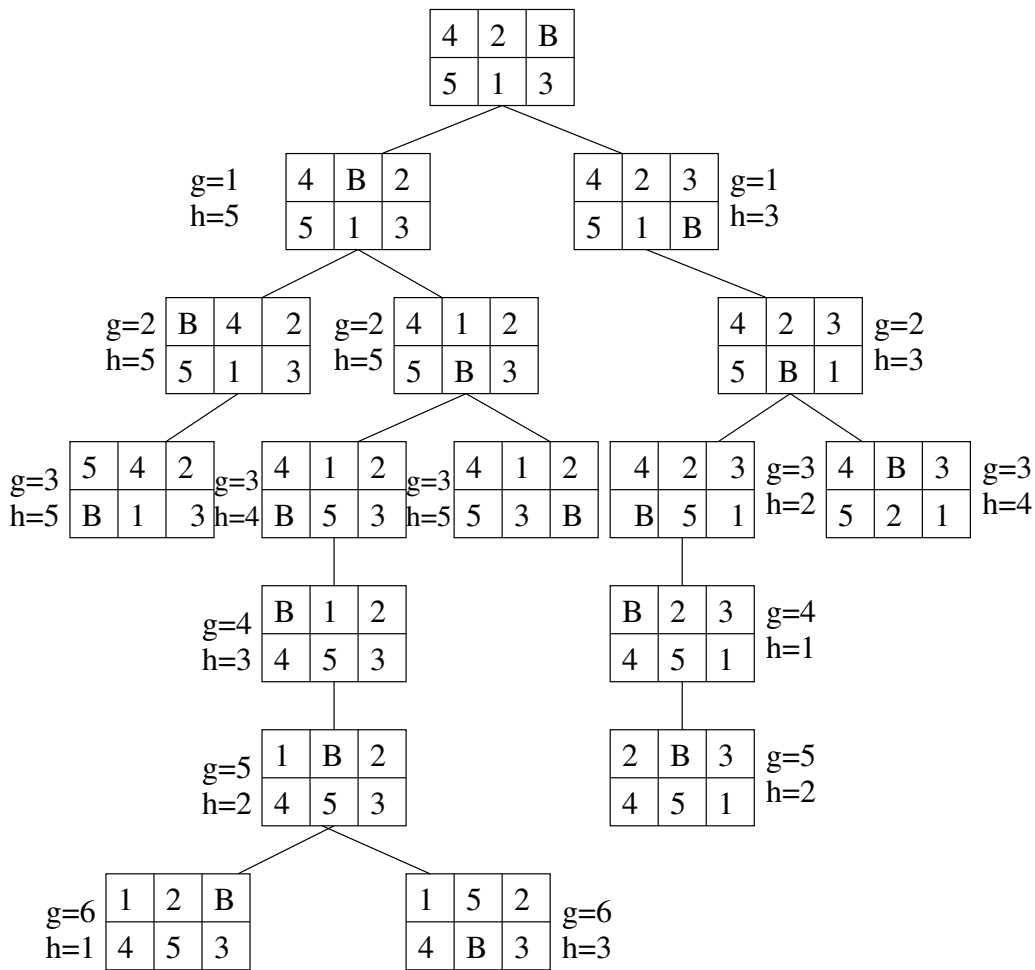 4 2 B
5 1 3
g=1 4 B 2 4 2 3 g=1
h=5 5 1 3 5 1 B h=3
g=2 B 4 2 g=2 4 1 2 4 2 3 g=2
h=5 5 1 3 h=5 5 B 3 5 B 1 h=3
g=3 5 4 2 g=3 4 1 2 g=3 4 1 2 4 2 3 g=3 4 B 3 g=3
h=5 B 1 3 h=4 B 5 3 h=5 5 3 B B 5 1 h=2 5 2 1 h=4
g=4 B 1 2 B 2 3 g=4
h=3 4 5 3 4 5 1 h=1
g=5 1 B 2 2 B 3 g=5
h=2 4 5 3 4 5 1 h=2
g=6 1 2 B 1 5 2 g=6
h=1 4 5 3 4 B 3 h=3